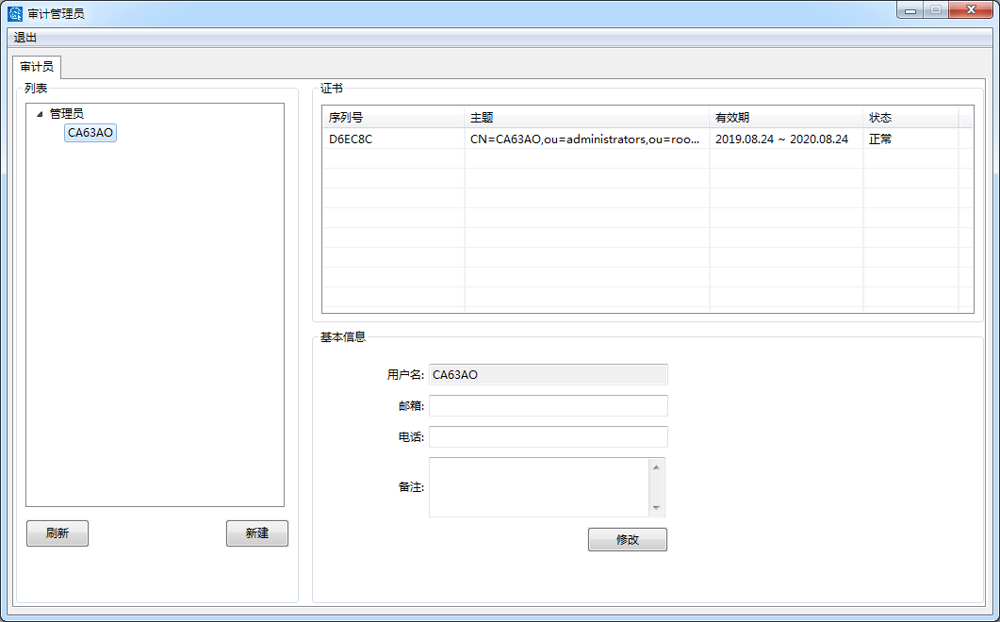 审计管理员
退出
审计员
列表
管理员
CA63AO
刷新
新建
证书
序列号 主题 有效期 状态
D6EC8C CN=CA63AO,ou=administrators,ou=roo... 2019.08.24 ~ 2020.08.24 正常
基本信息
用户名: CA63AO
邮箱:
电话:
备注:
修改